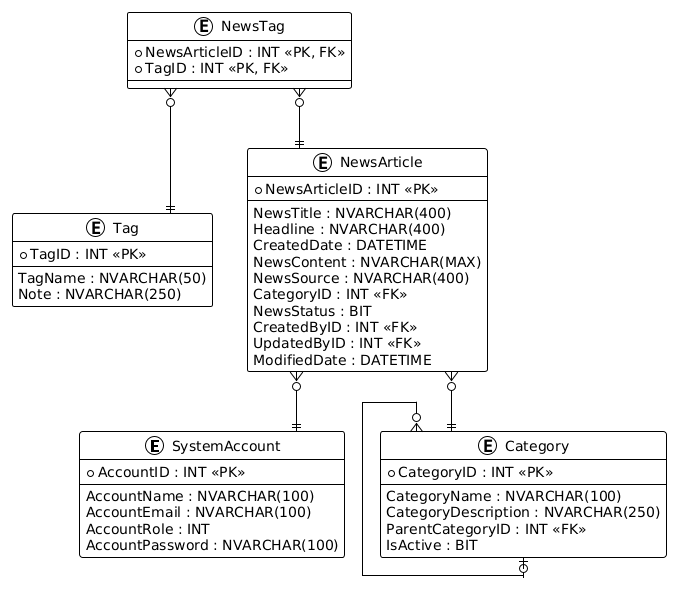 E NewsTag
NewsArticleID : INT «PK, FK»
TagID : INT «PK, FK»
E NewsArticle
NewsArticleID : INT «PK»
NewsTitle : NVARCHAR(400)
Headline : NVARCHAR(400)
CreatedDate : DATETIME
NewsContent : NVARCHAR(MAX)
NewsSource : NVARCHAR(400)
CategoryID : INT «FK»
NewsStatus : BIT
CreatedByID : INT «FK»
UpdatedByID : INT «FK»
ModifiedDate : DATETIME
E Tag
TagID : INT «PK»
TagName : NVARCHAR(50)
Note : NVARCHAR(250)
E SystemAccount
AccountID : INT «PK»
AccountName : NVARCHAR(100)
AccountEmail : NVARCHAR(100)
AccountRole : INT
AccountPassword : NVARCHAR(100)
E Category
CategoryID : INT «PK»
CategoryName : NVARCHAR(100)
CategoryDescription : NVARCHAR(250)
ParentCategoryID : INT «FK»
IsActive : BIT